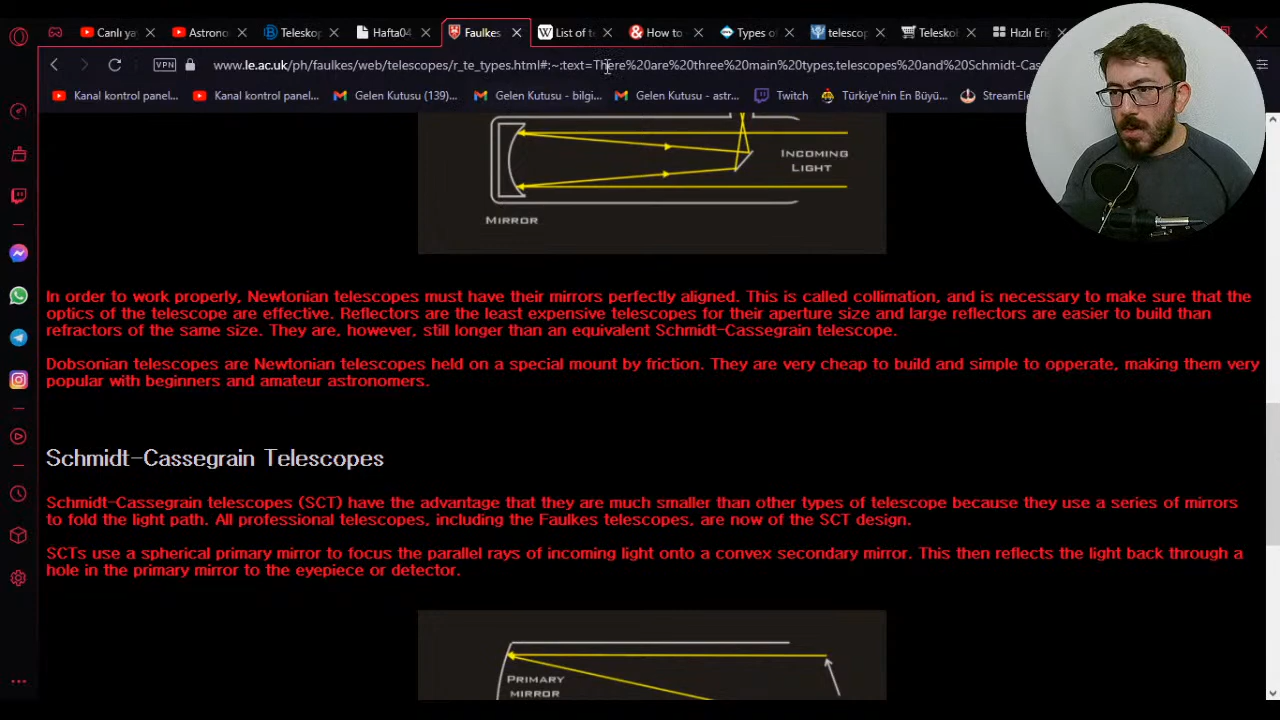 Canlı ya
Astrono
Teleskop
Hafta04
Faulkes
List of t
How to
Types of
telescop
Telesko
Hızlı Eriş
VPN
www.le.ac.uk/ph/faulkes/web/telescopes/r_te_types.html#:~:text=There%20are%20three%20main%20types,telescopes%20and%20Schmidt-Cas
Kanal kontrol panel...
Kanal kontrol panel...
Gelen Kutusu (139)...
Gelen Kutusu - bilgi...
Gelen Kutusu - astr...
Twitch
Türkiye'nin En Büyü...
StreamEle
INCOMING
LIGHT
MIRROR
In order to work properly, Newtonian telescopes must have their mirrors perfectly aligned. This is called collimation, and is necessary to make sure that the
optics of the telescope are effective. Reflectors are the least expensive telescopes for their aperture size and large reflectors are easier to build than
refractors of the same size. They are, however, still longer than an equivalent Schmidt-Cassegrain telescope.
Dobsonian telescopes are Newtonian telescopes held on a special mount by friction. They are very cheap to build and simple to opperate, making them very
popular with beginners and amateur astronomers.
Schmidt-Cassegrain Telescopes
Schmidt-Cassegrain telescopes (SCT) have the advantage that they are much smaller than other types of telescope because they use a series of mirrors
to fold the light path. All professional telescopes, including the Faulkes telescopes, are now of the SCT design.
SCTs use a spherical primary mirror to focus the parallel rays of incoming light onto a convex secondary mirror. This then reflects the light back through a
hole in the primary mirror to the eyepiece or detector.
PRIMARY
MIRROR